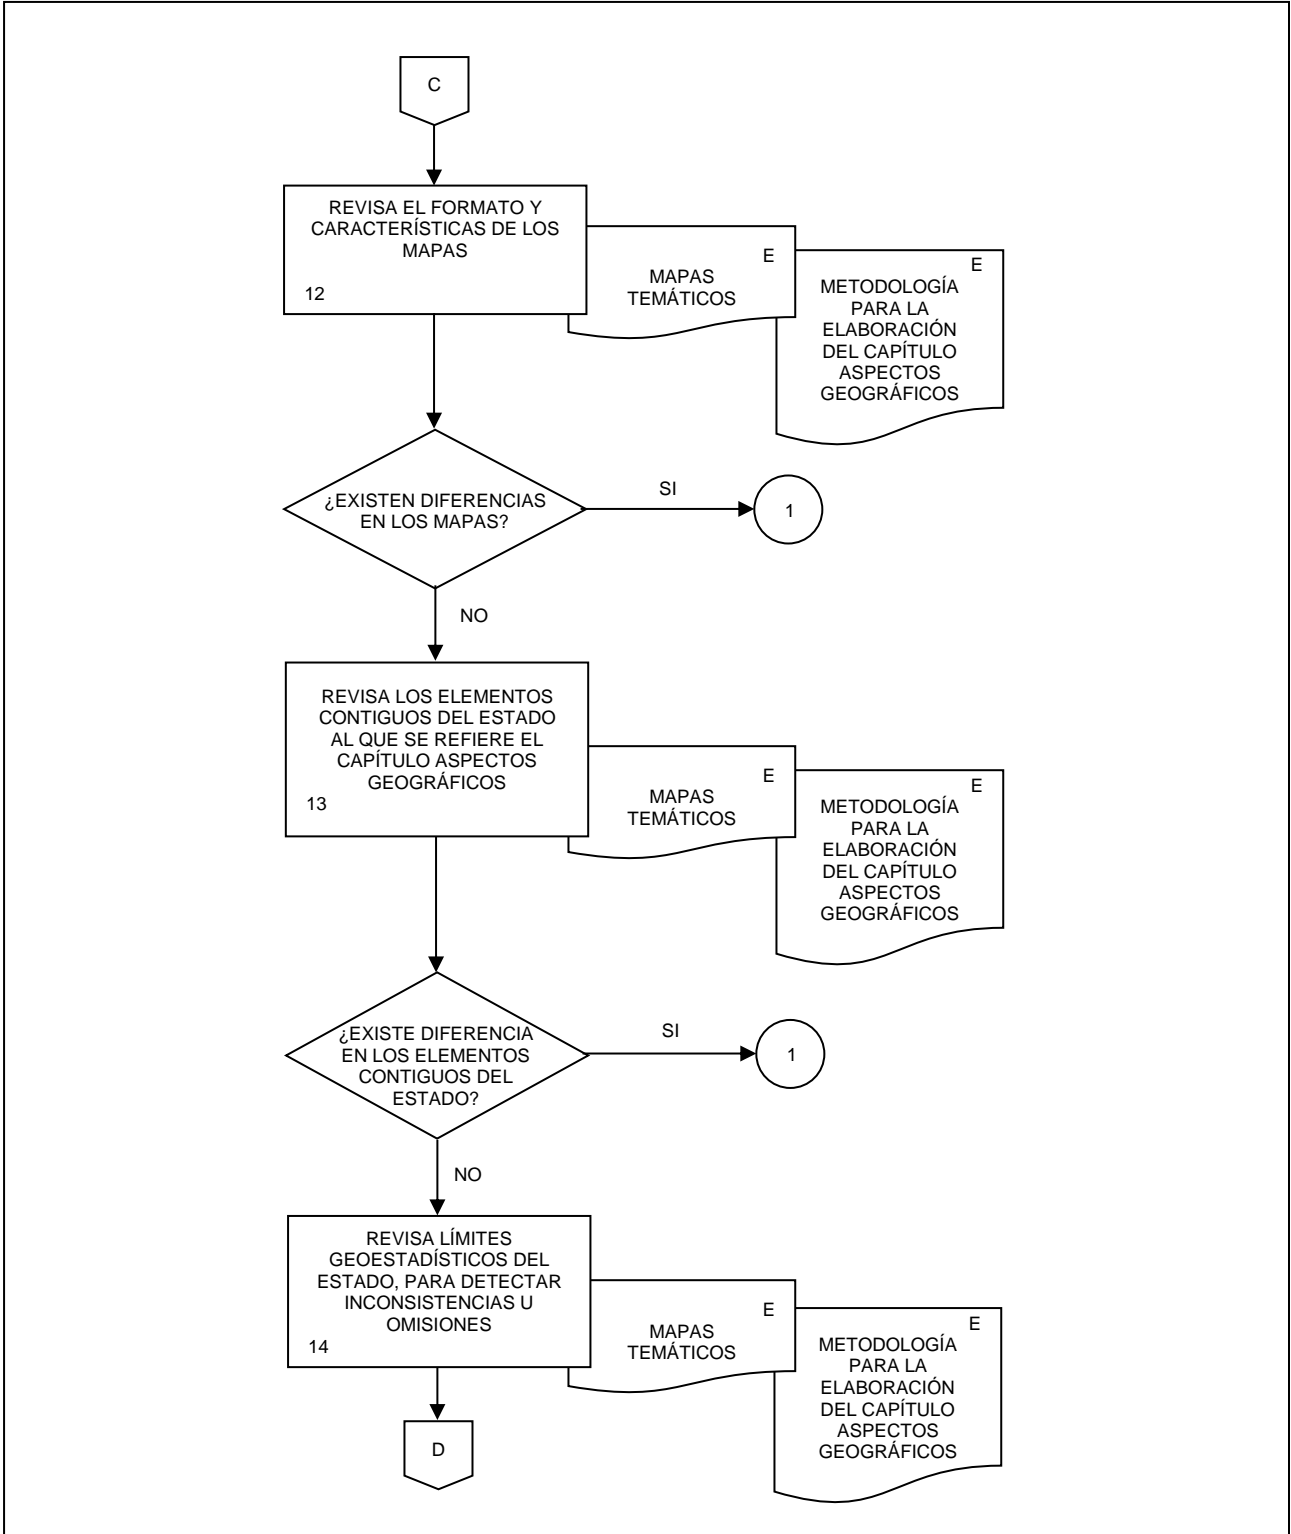 C
REVISA EL FORMATO Y
CARACTERÍSTICAS DE LOS
MAPAS
12
E
MAPAS
TEMÁTICOS
E
METODOLOGÍA
PARA LA
ELABORACIÓN
DEL CAPÍTULO
ASPECTOS
GEOGRÁFICOS
¿EXISTEN DIFERENCIAS
EN LOS MAPAS?
SI
1
NO
REVISA LOS ELEMENTOS
CONTIGUOS DEL ESTADO
AL QUE SE REFIERE EL
CAPÍTULO ASPECTOS
GEOGRÁFICOS
13
E
MAPAS
TEMÁTICOS
E
METODOLOGÍA
PARA LA
ELABORACIÓN
DEL CAPÍTULO
ASPECTOS
GEOGRÁFICOS
¿EXISTE DIFERENCIA
EN LOS ELEMENTOS
CONTIGUOS DEL
ESTADO?
SI
1
NO
REVISA LÍMITES
GEOESTADÍSTICOS DEL
ESTADO, PARA DETECTAR
INCONSISTENCIAS U
OMISIONES
14
E
MAPAS
TEMÁTICOS
E
METODOLOGÍA
PARA LA
ELABORACIÓN
DEL CAPÍTULO
ASPECTOS
GEOGRÁFICOS
D